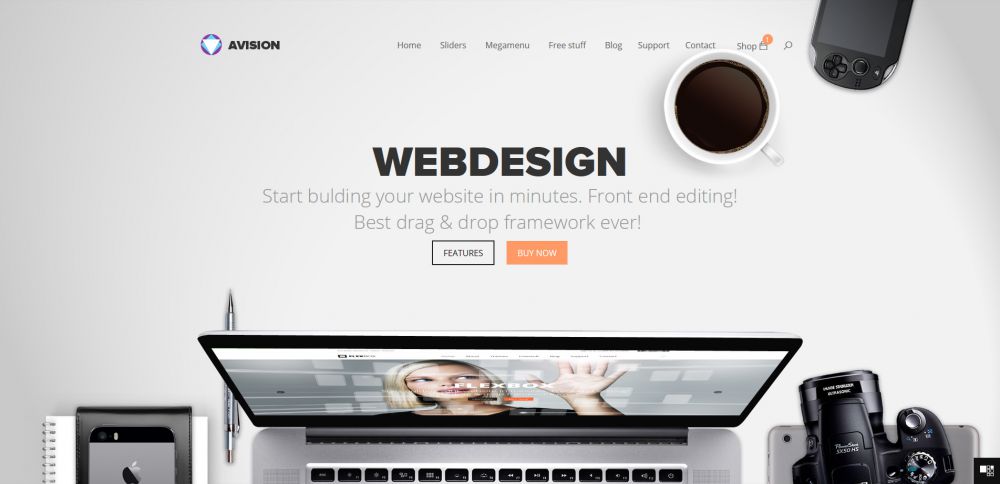 AVISION
Home Sliders Megamenu Free stuff Blog Support Contact Shop 1
WEBDESIGN
Start bulding your website in minutes. Front end editing!
Best drag & drop framework ever!
FEATURES BUY NOW
FLEXBOX
PowerShot
SX50 HS